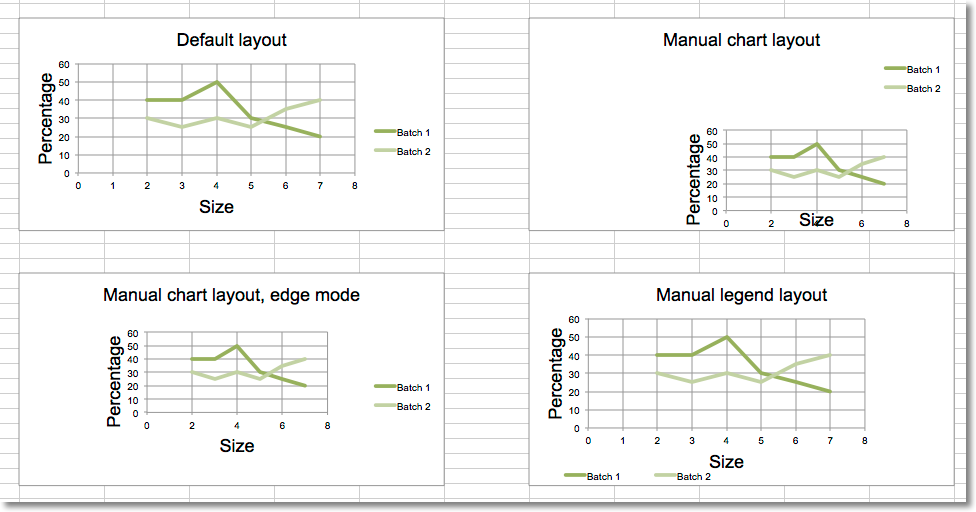 Default layout
Percentage
60
50
40
30
20
10
0
0 1 2 3 4 5 6 7 8
Size
Batch 1
Batch 2
Manual chart layout
Batch 1
Batch 2
Percentage
60
50
40
30
20
10
0
0 2 4 6 8
Size
Manual chart layout, edge mode
Percentage
60
50
40
30
20
10
0
0 2 4 6 8
Size
Batch 1
Batch 2
Manual legend layout
Percentage
60
50
40
30
20
10
0
0 1 2 3 4 5 6 7 8
Size
Batch 1 Batch 2